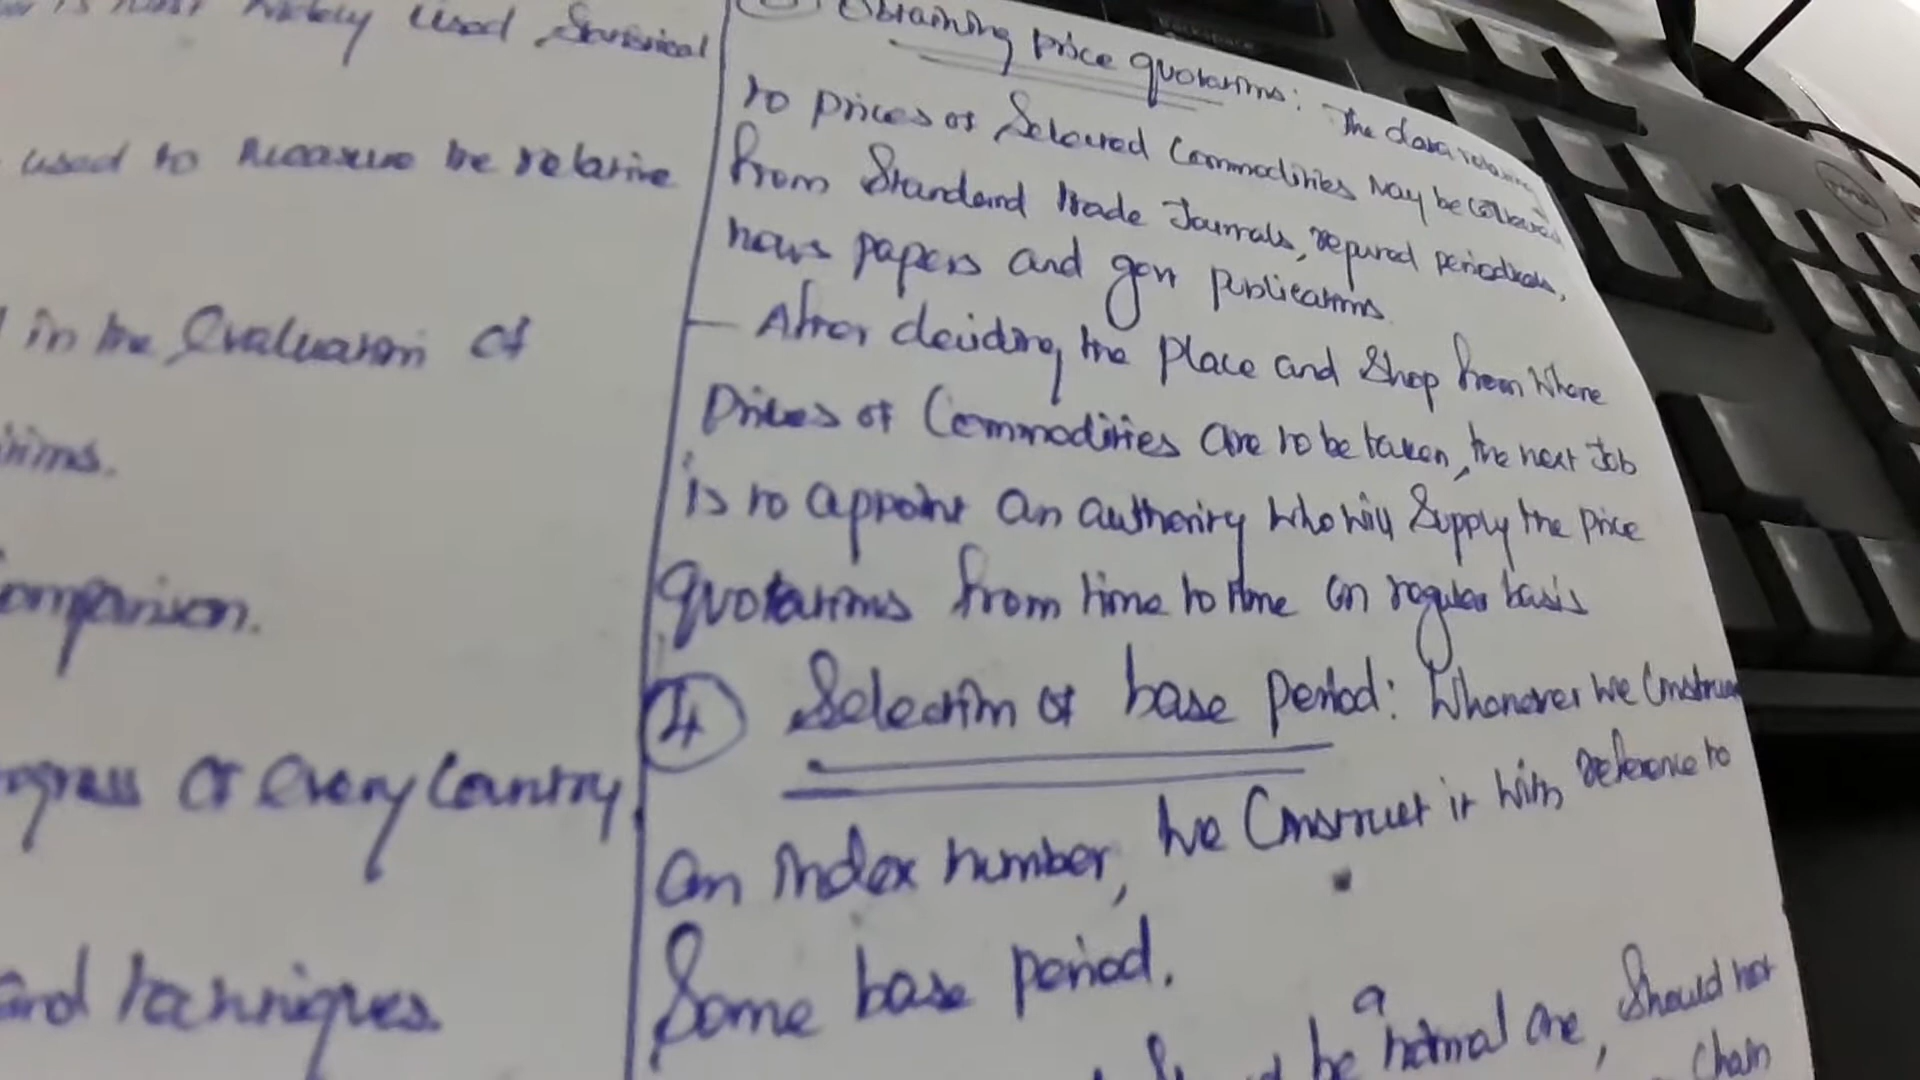 widely used Statistical
used to measure the relative
in the Evaluation of
Comparison.
or every Country
and techniques.
Obtaining price quotations: The data relating
to prices of Selected Commodities May be Collected
from Standard trade Journals, reputed periodicals,
news papers and govt publications
– After deciding the place and Shop from Where
Prices of Commodities are to be taken, the next Job
is to appoint an authority who will Supply the price
quotations from time to time on regular basis
④ Selection of base period: Whenever we Construct
an index number, we Construct it with reference to
Some base period.
be a normal one, Should not
chain